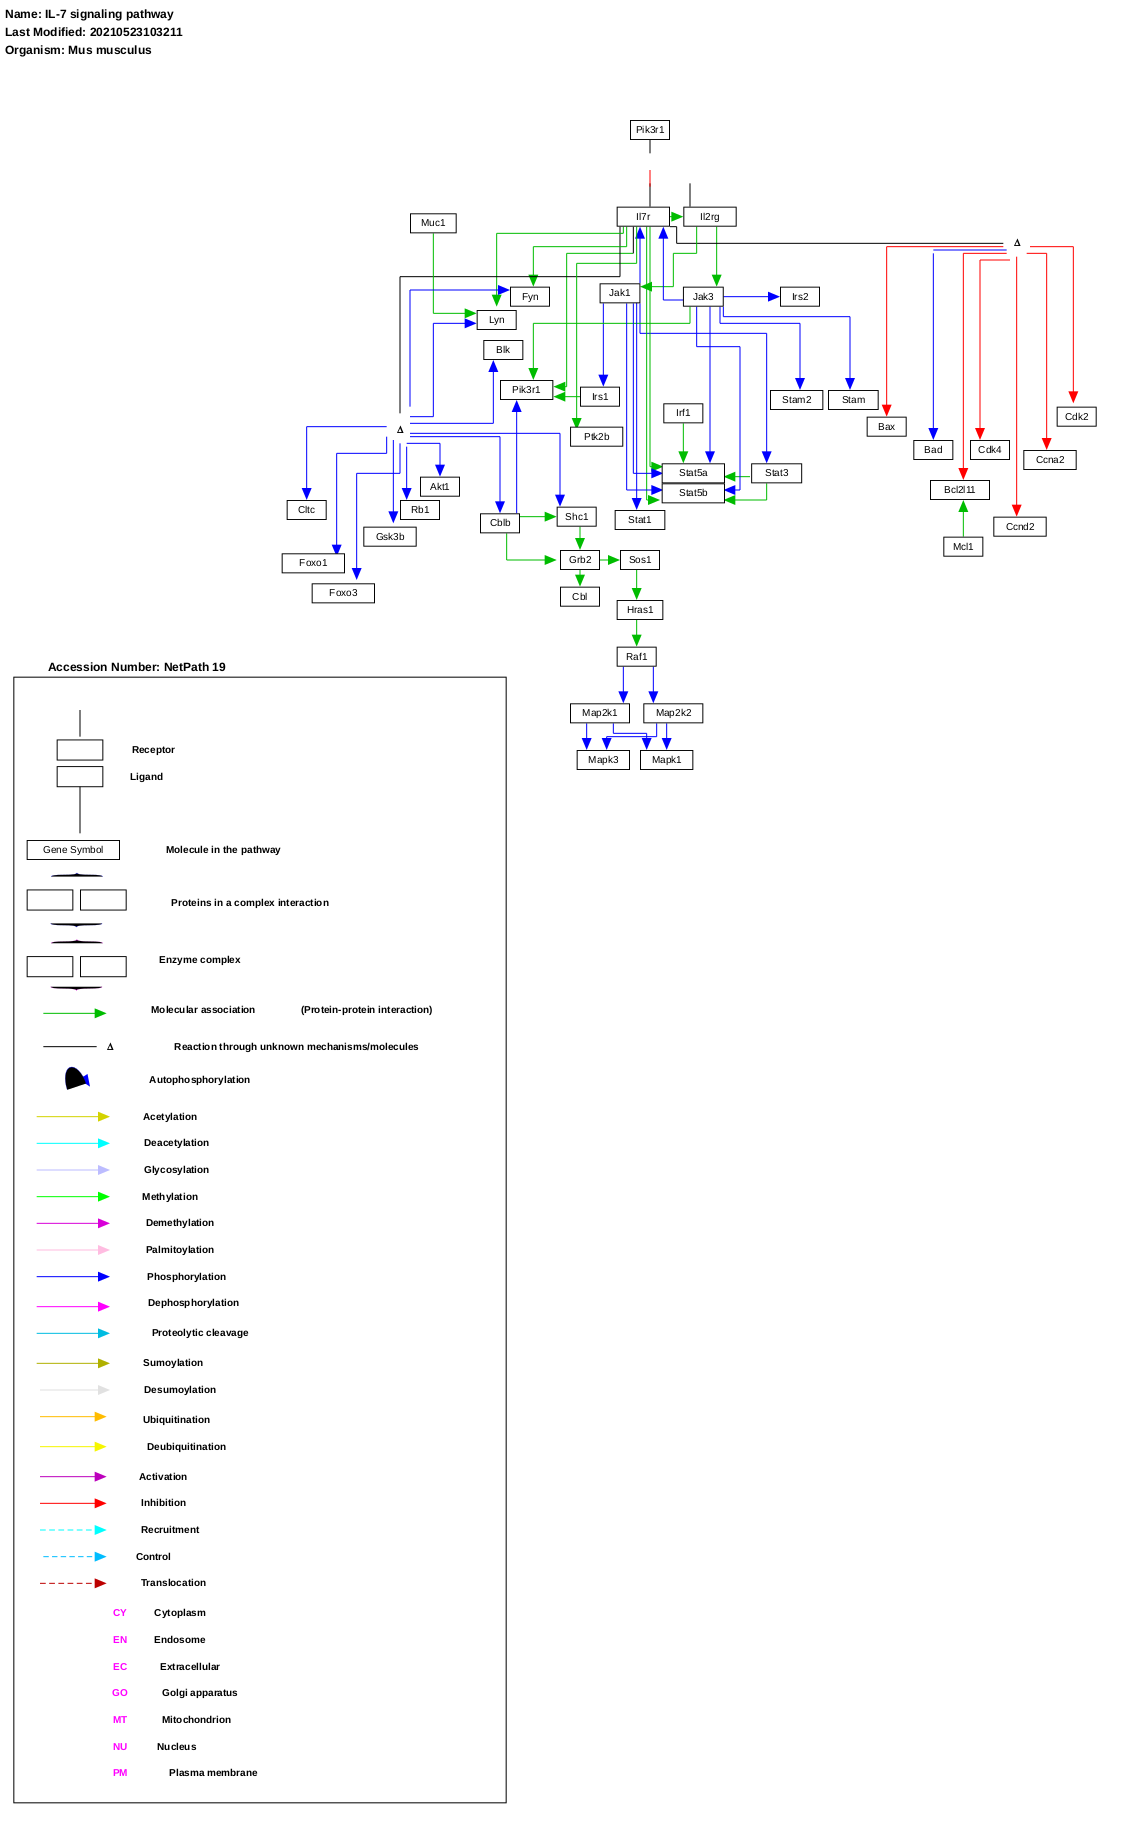 Name: IL-7 signaling pathway
Last Modified: 20210523103211
Organism: Mus musculus
Pik3r1
Il7r
Il2rg
Muc1
Δ
Fyn
Jak1
Jak3
Irs2
Lyn
Blk
Pik3r1
Irs1
Stam2
Stam
Irf1
Cdk2
Bax
Δ
Ptk2b
Bad
Cdk4
Ccna2
Stat5a
Stat3
Akt1
Stat5b
Bcl2l11
Cltc
Rb1
Cblb
Shc1
Stat1
Ccnd2
Gsk3b
Mcl1
Foxo1
Grb2
Sos1
Foxo3
Cbl
Hras1
Raf1
Map2k1
Map2k2
Mapk3
Mapk1
Accession Number: NetPath 19
Receptor
Ligand
Gene Symbol
Molecule in the pathway
Proteins in a complex interaction
Enzyme complex
Molecular association (Protein-protein interaction)
Δ Reaction through unknown mechanisms/molecules
Autophosphorylation
Acetylation
Deacetylation
Glycosylation
Methylation
Demethylation
Palmitoylation
Phosphorylation
Dephosphorylation
Proteolytic cleavage
Sumoylation
Desumoylation
Ubiquitination
Deubiquitination
Activation
Inhibition
Recruitment
Control
Translocation
CY Cytoplasm
EN Endosome
EC Extracellular
GO Golgi apparatus
MT Mitochondrion
NU Nucleus
PM Plasma membrane